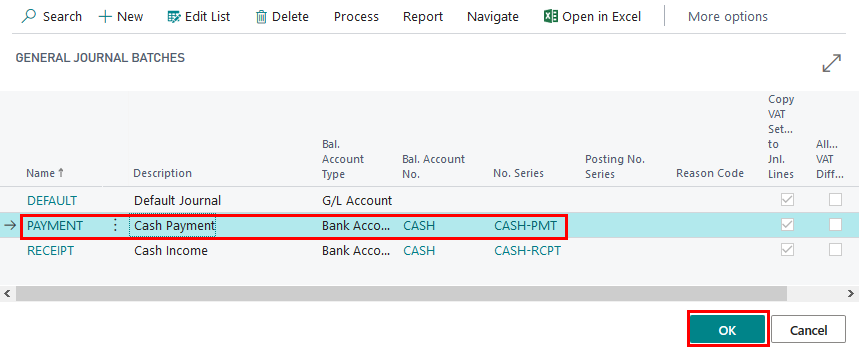 Search + New Edit List Delete Process Report Navigate Open in Excel More options
GENERAL JOURNAL BATCHES
Copy
VAT
Bal. Set... All...
Account Bal. Account Posting No. to VAT
Name ↑ Description Type No. No. Series Series Reason Code Jnl. Lines Diff...
DEFAULT Default Journal G/L Account
→ PAYMENT ⋮ Cash Payment Bank Acco... CASH CASH-PMT
RECEIPT Cash Income Bank Acco... CASH CASH-RCPT
OK Cancel